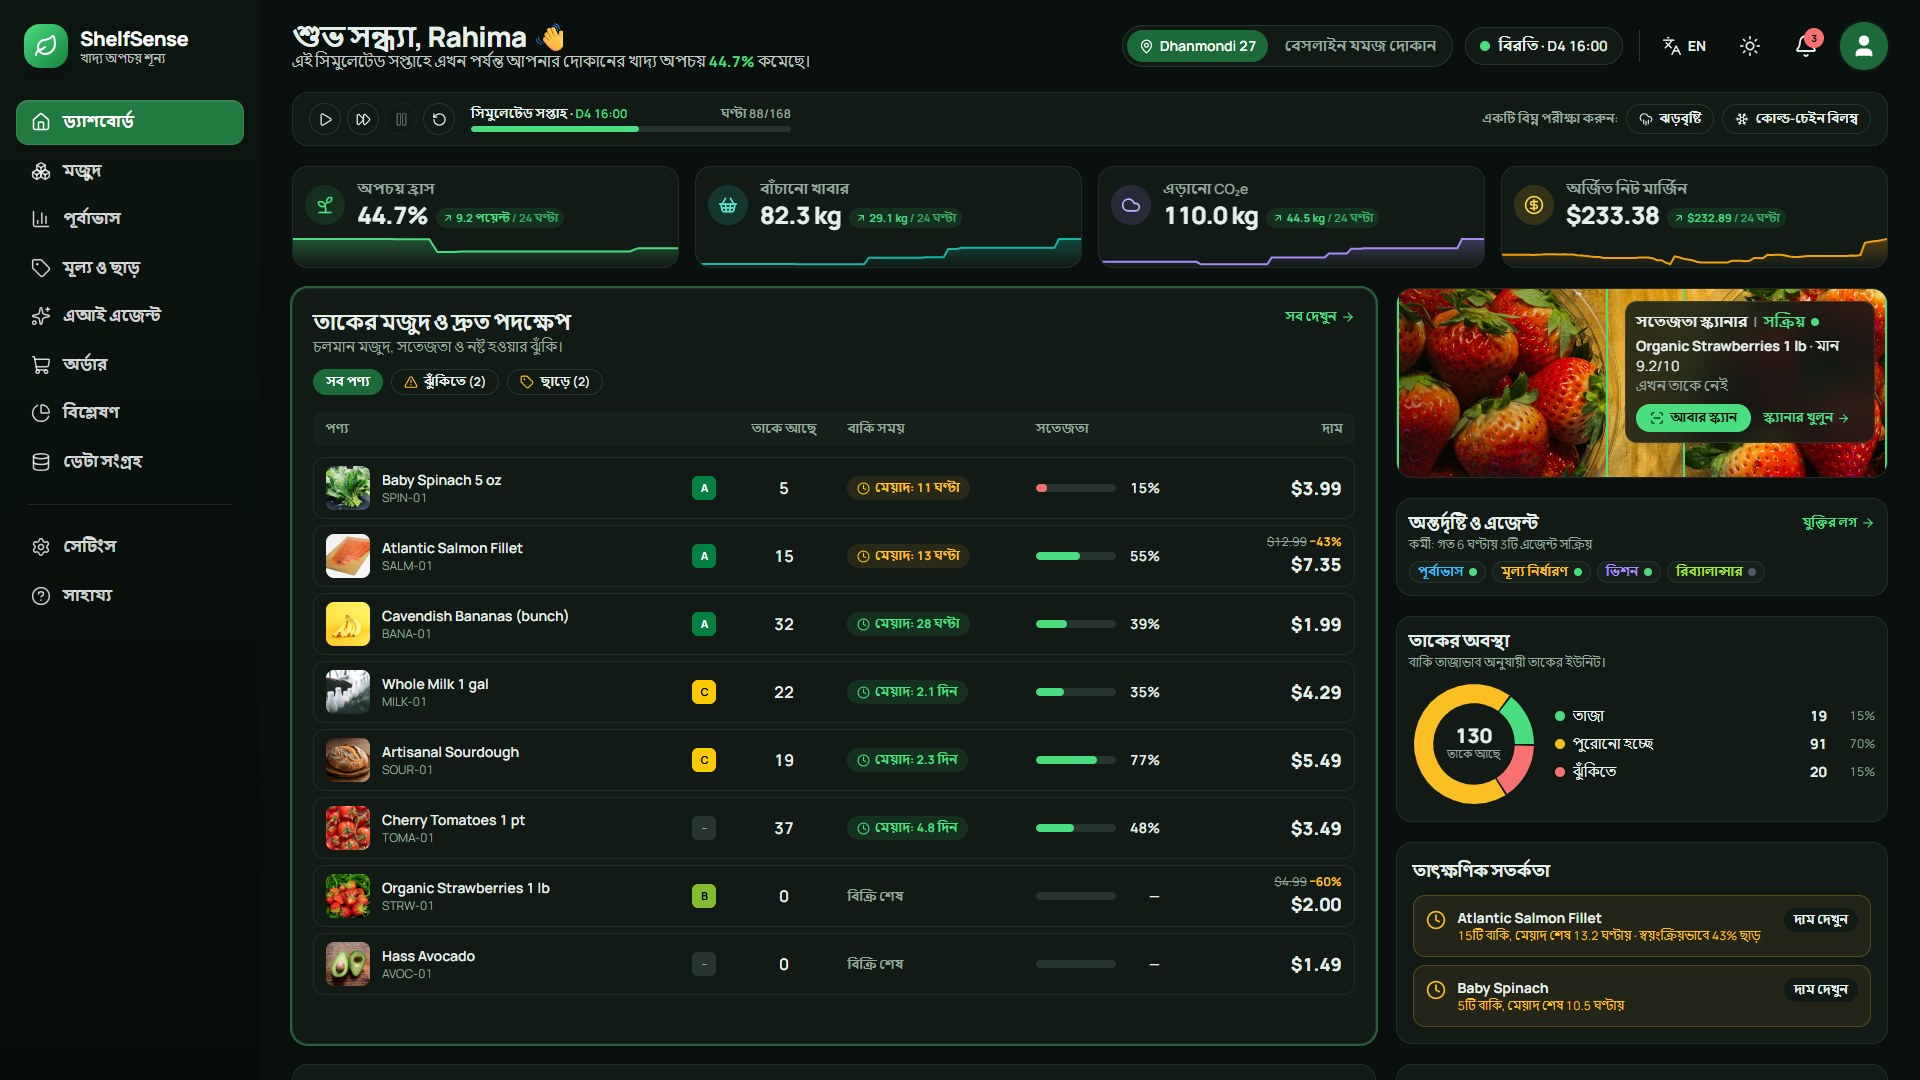 ShelfSense
খাদ্য অপচয় শূন্য
ড্যাশবোর্ড
মজুদ
পূর্বাভাস
মূল্য ও ছাড়
এআই এজেন্ট
অর্ডার
বিশ্লেষণ
ডেটা সংগ্রহ
সেটিংস
সাহায্য
শুভ সন্ধ্যা, Rahima 👋
এই সিমুলেটেড সপ্তাহে এখন পর্যন্ত আপনার দোকানের খাদ্য অপচয় 44.7% কমেছে।
Dhanmondi 27
বেসলাইন যমজ দোকান
বিরতি · D4 16:00
EN
3
সিমুলেটেড সপ্তাহ · D4 16:00
ঘণ্টা 88/168
একটি বিঘ্ন পরীক্ষা করুন:
ঝড়বৃষ্টি
কোল্ড-চেইন বিলম্ব
অপচয় হ্রাস
44.7%
↗ 9.2 পয়েন্ট / 24 ঘণ্টা
বাঁচানো খাবার
82.3 kg
↗ 29.1 kg / 24 ঘণ্টা
এড়ানো CO₂e
110.0 kg
↗ 44.5 kg / 24 ঘণ্টা
অর্জিত নিট মার্জিন
$233.38
↗ $232.89 / 24 ঘণ্টা
তাকের মজুদ ও দ্রুত পদক্ষেপ
চলমান মজুদ, সতেজতা ও নষ্ট হওয়ার ঝুঁকি।
সব দেখুন →
সব পণ্য
ঝুঁকিতে (2)
ছাড়ে (2)
পণ্য
তাকে আছে
বাকি সময়
সতেজতা
দাম
Baby Spinach 5 oz
SPIN-01
A
5
মেয়াদ: 11 ঘণ্টা
15%
$3.99
Atlantic Salmon Fillet
SALM-01
A
15
মেয়াদ: 13 ঘণ্টা
55%
$12.99 −43%
$7.35
Cavendish Bananas (bunch)
BANA-01
A
32
মেয়াদ: 28 ঘণ্টা
39%
$1.99
Whole Milk 1 gal
MILK-01
C
22
মেয়াদ: 2.1 দিন
35%
$4.29
Artisanal Sourdough
SOUR-01
C
19
মেয়াদ: 2.3 দিন
77%
$5.49
Cherry Tomatoes 1 pt
TOMA-01
–
37
মেয়াদ: 4.8 দিন
48%
$3.49
Organic Strawberries 1 lb
STRW-01
B
0
বিক্রি শেষ
—
$4.99 −60%
$2.00
Hass Avocado
AVOC-01
–
0
বিক্রি শেষ
—
$1.49
সতেজতা স্ক্যানার | সক্রিয়
Organic Strawberries 1 lb · মান
9.2/10
এখন তাকে নেই
আবার স্ক্যান
স্ক্যানার খুলুন →
অন্তর্দৃষ্টি ও এজেন্ট
যুক্তির লগ →
কর্মী: গত 6 ঘণ্টায় 3টি এজেন্ট সক্রিয়
পূর্বাভাস
মূল্য নির্ধারণ
ভিশন
রিব্যালান্সার
তাকের অবস্থা
বাকি তাজাভাব অনুযায়ী তাকের ইউনিট।
130
তাকে আছে
তাজা 19 15%
পুরোনো হচ্ছে 91 70%
ঝুঁকিতে 20 15%
তাৎক্ষণিক সতর্কতা
Atlantic Salmon Fillet
15টি বাকি, মেয়াদ শেষ 13.2 ঘণ্টায় · স্বয়ংক্রিয়ভাবে 43% ছাড়
দাম দেখুন
Baby Spinach
5টি বাকি, মেয়াদ শেষ 10.5 ঘণ্টায়
দাম দেখুন